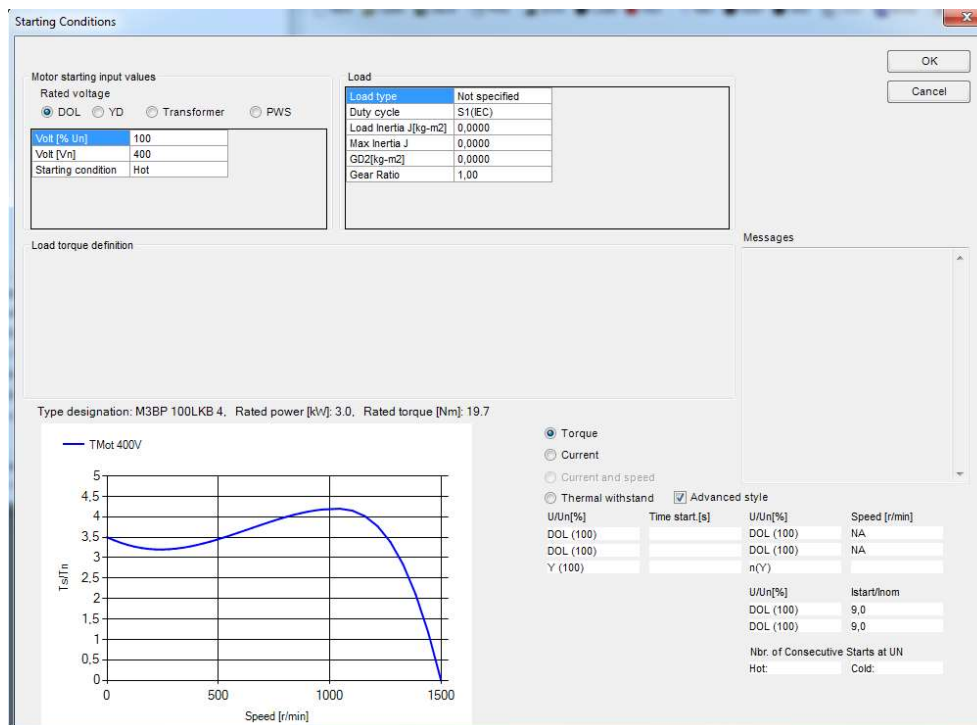 Starting Conditions
OK
Cancel
Motor starting input values
Rated voltage
DOL YD Transformer PWS
Volt [% Un] 100
Volt [Vn] 400
Starting condition Hot
Load
Load type Not specified
Duty cycle S1(IEC)
Load Inertia J[kg-m2] 0,0000
Max Inertia J 0,0000
GD2[kg-m2] 0,0000
Gear Ratio 1,00
Load torque definition
Messages
Type designation: M3BP 100LKB 4, Rated power [kW]: 3.0, Rated torque [Nm]: 19.7
TMot 400V
Ts/Tn
5
4,5
4
3,5
3
2,5
2
1,5
1
0,5
0
0 500 1000 1500
Speed [r/min]
Torque
Current
Current and speed
Thermal withstand Advanced style
U/Un[%] Time start.[s] U/Un[%] Speed [r/min]
DOL (100) DOL (100) NA
DOL (100) DOL (100) NA
Y (100) n(Y)
U/Un[%] Istart/Inom
DOL (100) 9,0
DOL (100) 9,0
Nbr. of Consecutive Starts at UN
Hot: Cold: